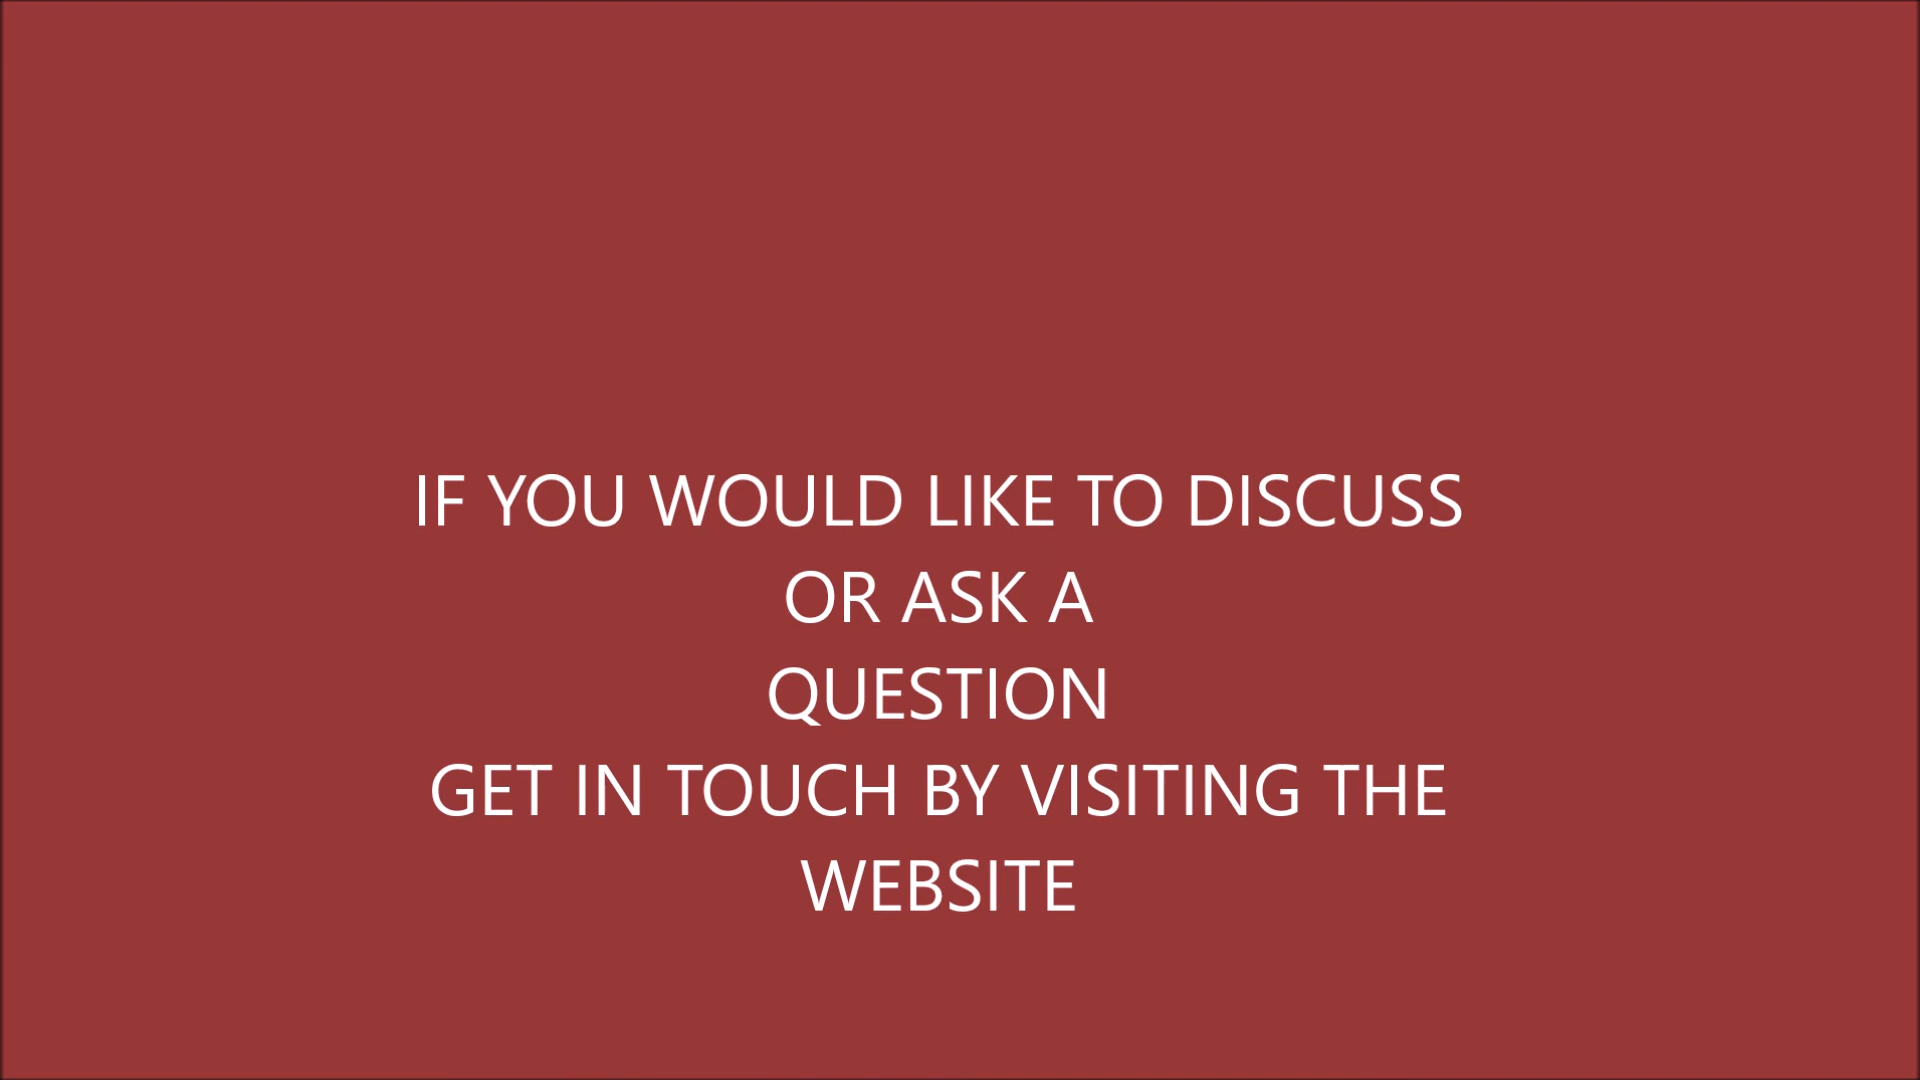 IF YOU WOULD LIKE TO DISCUSS
OR ASK A
QUESTION
GET IN TOUCH BY VISITING THE
WEBSITE